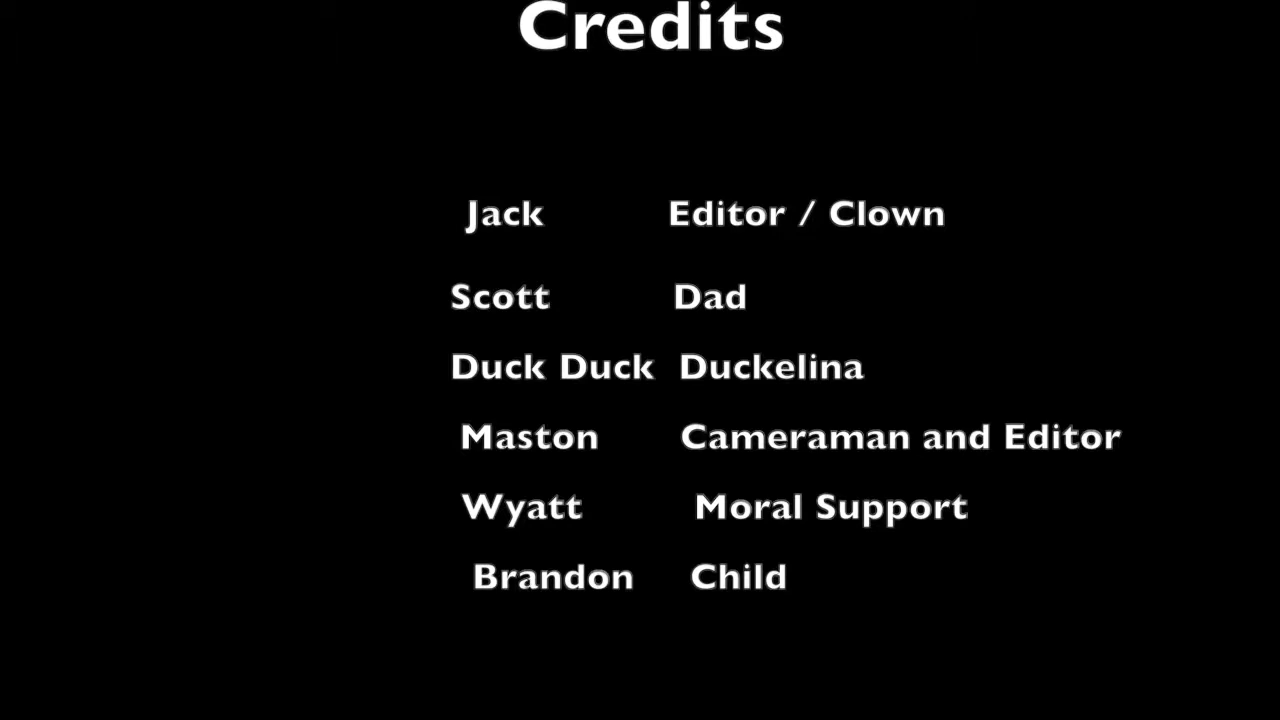 Credits
Jack Editor / Clown
Scott Dad
Duck Duck Duckelina
Maston Cameraman and Editor
Wyatt Moral Support
Brandon Child